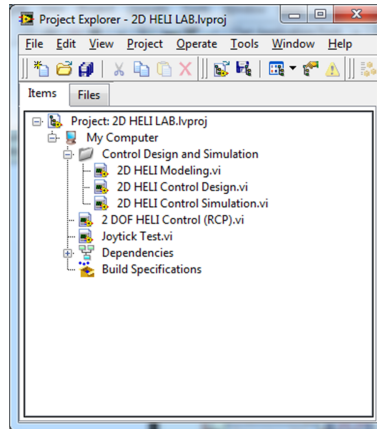 Project Explorer - 2D HELI LAB.lvproj
File Edit View Project Operate Tools Window Help
Items Files
Project: 2D HELI LAB.lvproj
My Computer
Control Design and Simulation
2D HELI Modeling.vi
2D HELI Control Design.vi
2D HELI Control Simulation.vi
2 DOF HELI Control (RCP).vi
Joytick Test.vi
Dependencies
Build Specifications